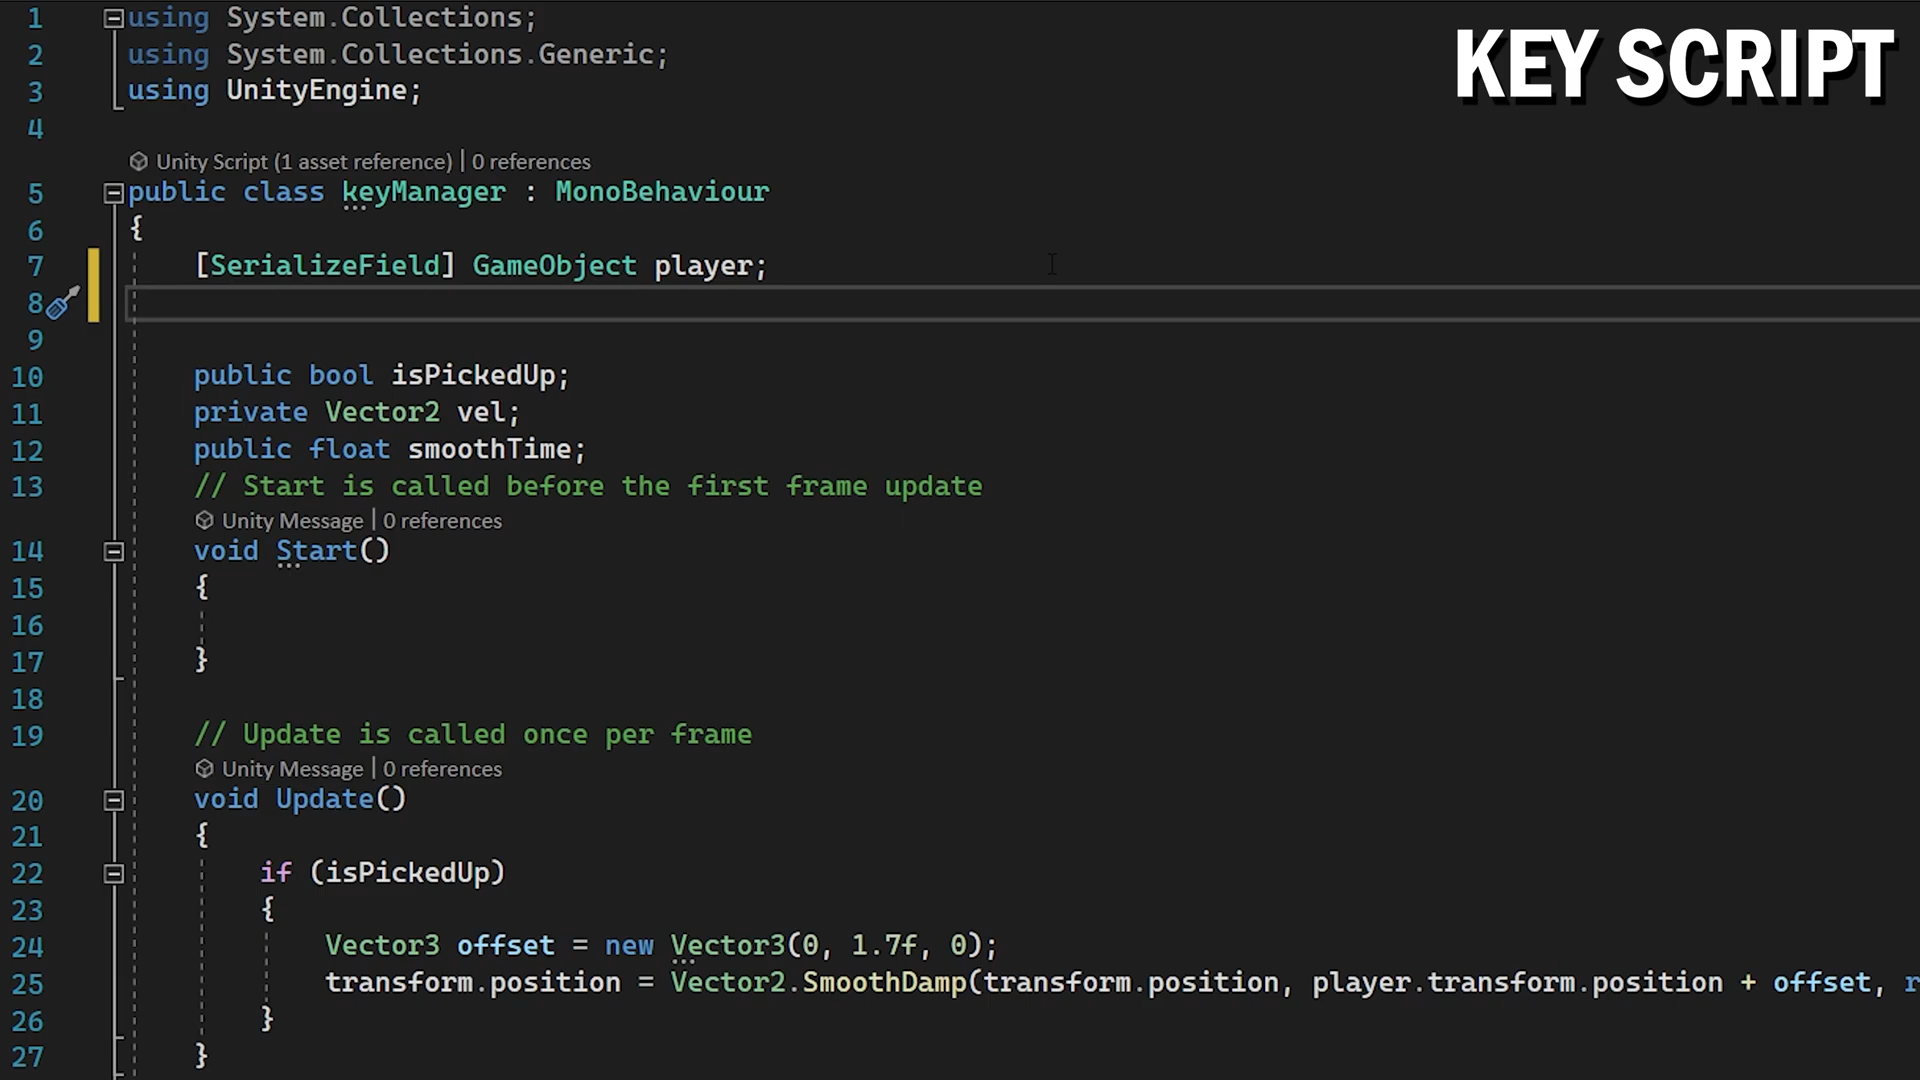 KEY SCRIPT
1 using System.Collections;
2 using System.Collections.Generic;
3 using UnityEngine;
4
Unity Script (1 asset reference) | 0 references
5 public class keyManager : MonoBehaviour
6 {
7 [SerializeField] GameObject player;
8
9
10 public bool isPickedUp;
11 private Vector2 vel;
12 public float smoothTime;
13 // Start is called before the first frame update
Unity Message | 0 references
14 void Start()
15 {
16
17 }
18
19 // Update is called once per frame
Unity Message | 0 references
20 void Update()
21 {
22 if (isPickedUp)
23 {
24 Vector3 offset = new Vector3(0, 1.7f, 0);
25 transform.position = Vector2.SmoothDamp(transform.position, player.transform.position + offset, r
26 }
27 }